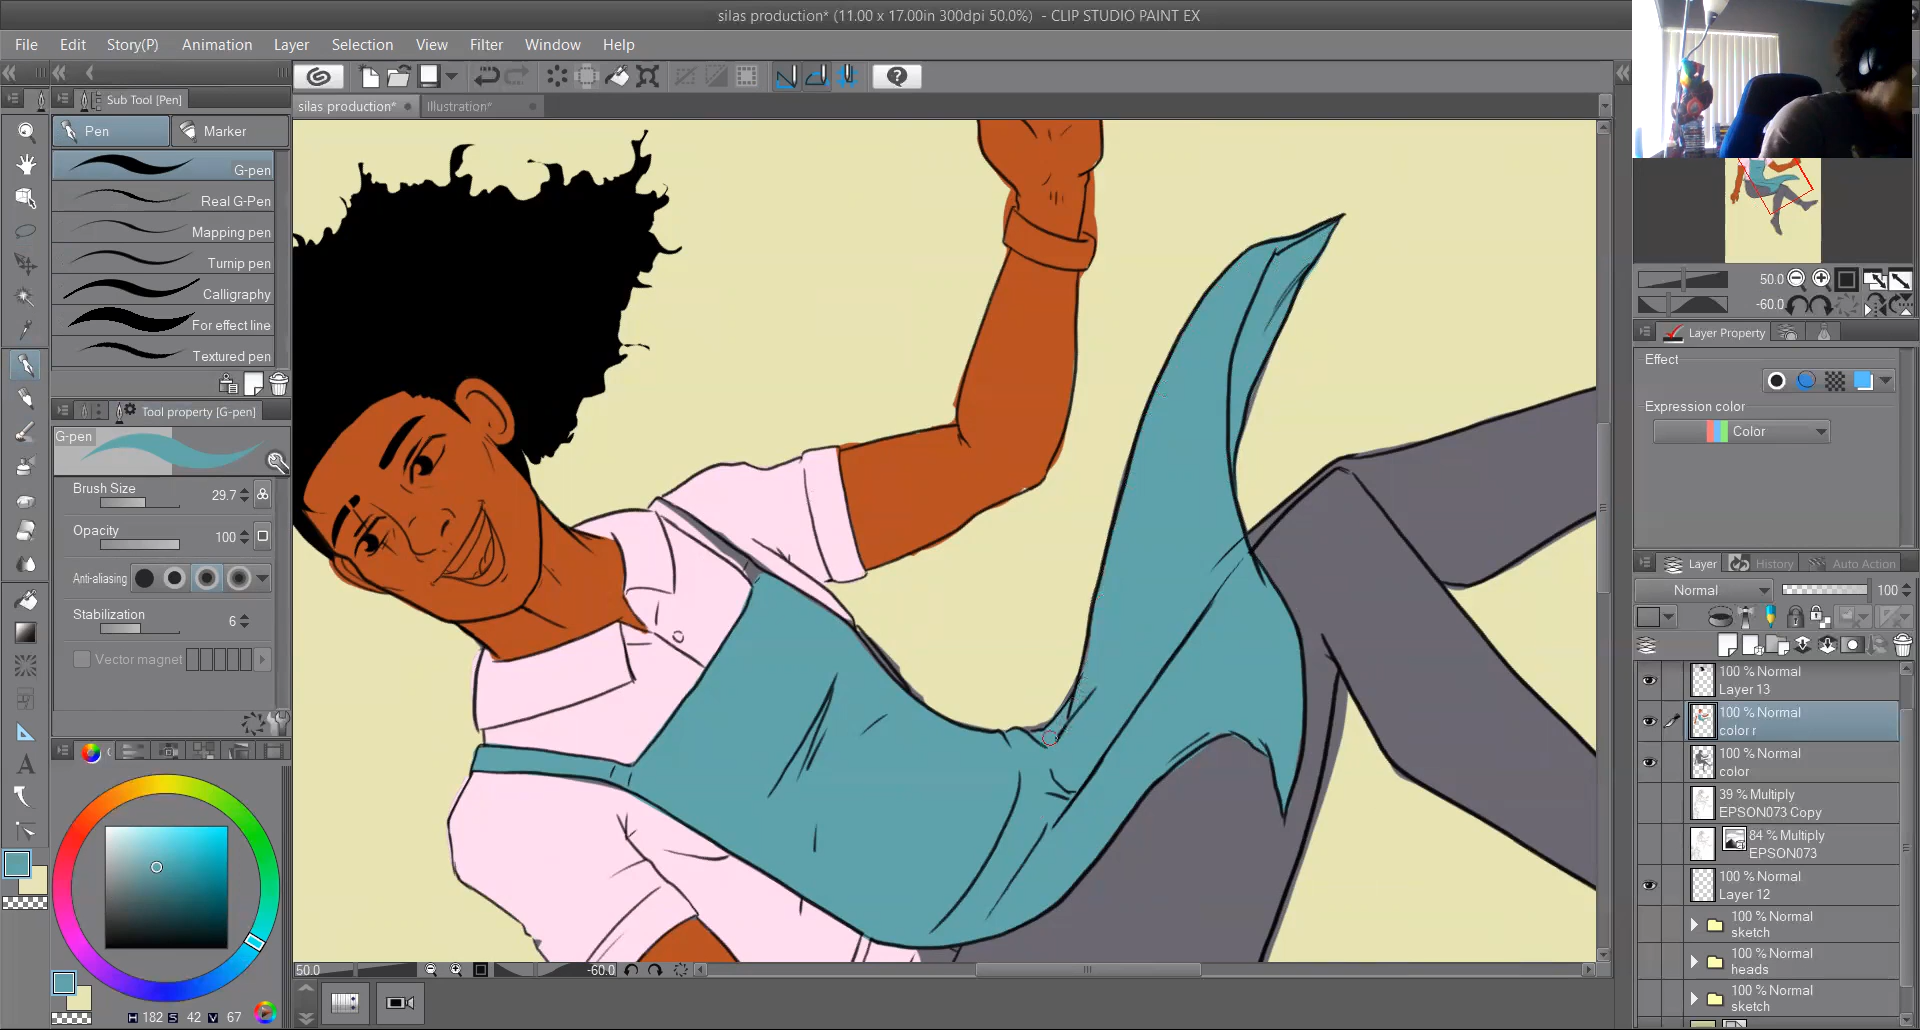 silas production* (11.00 x 17.00in 300dpi 50.0%) - CLIP STUDIO PAINT EX
File Edit Story(P) Animation Layer Selection View Filter Window Help
Sub Tool [Pen]
silas production* Illustration*
Pen Marker
G-pen
Real G-Pen
Mapping pen
Turnip pen
Calligraphy
For effect line
Textured pen
Tool property [G-pen]
G-pen
Brush Size 29.7
Opacity 100
Anti-aliasing
Stabilization 6
Vector magnet
H 182 S 42 V 67
50.0 -60.0
50.0
-60.0
Layer Property
Effect
Expression color
Color
Layer History Auto Action
Normal 100
100 % Normal
Layer 13
100 % Normal
color r
100 % Normal
color
39 % Multiply
EPSON073 Copy
84 % Multiply
EPSON073
100 % Normal
Layer 12
100 % Normal
sketch
100 % Normal
heads
100 % Normal
sketch